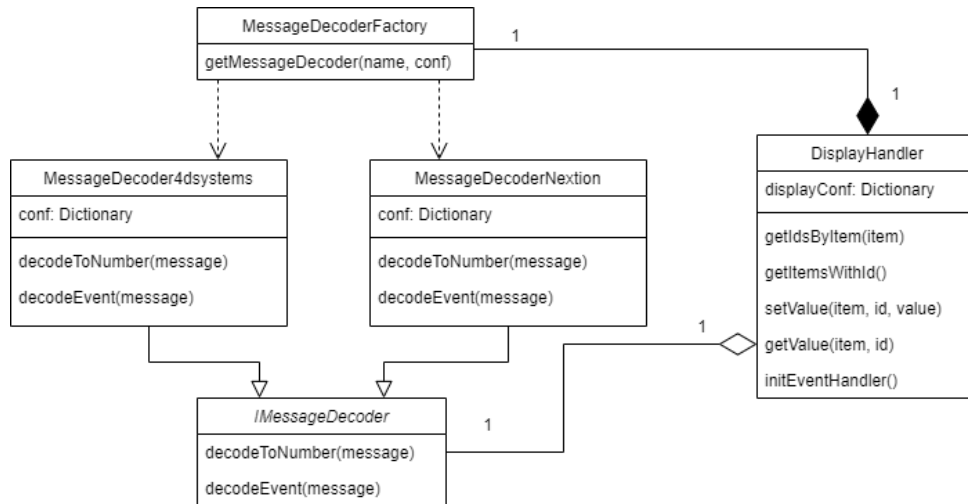 MessageDecoderFactory
getMessageDecoder(name, conf)
1
1
MessageDecoder4dsystems
conf: Dictionary
decodeToNumber(message)
decodeEvent(message)
MessageDecoderNextion
conf: Dictionary
decodeToNumber(message)
decodeEvent(message)
DisplayHandler
displayConf: Dictionary
getIdsByItem(item)
getItemsWithId()
setValue(item, id, value)
getValue(item, id)
initEventHandler()
1
1
IMessageDecoder
decodeToNumber(message)
decodeEvent(message)